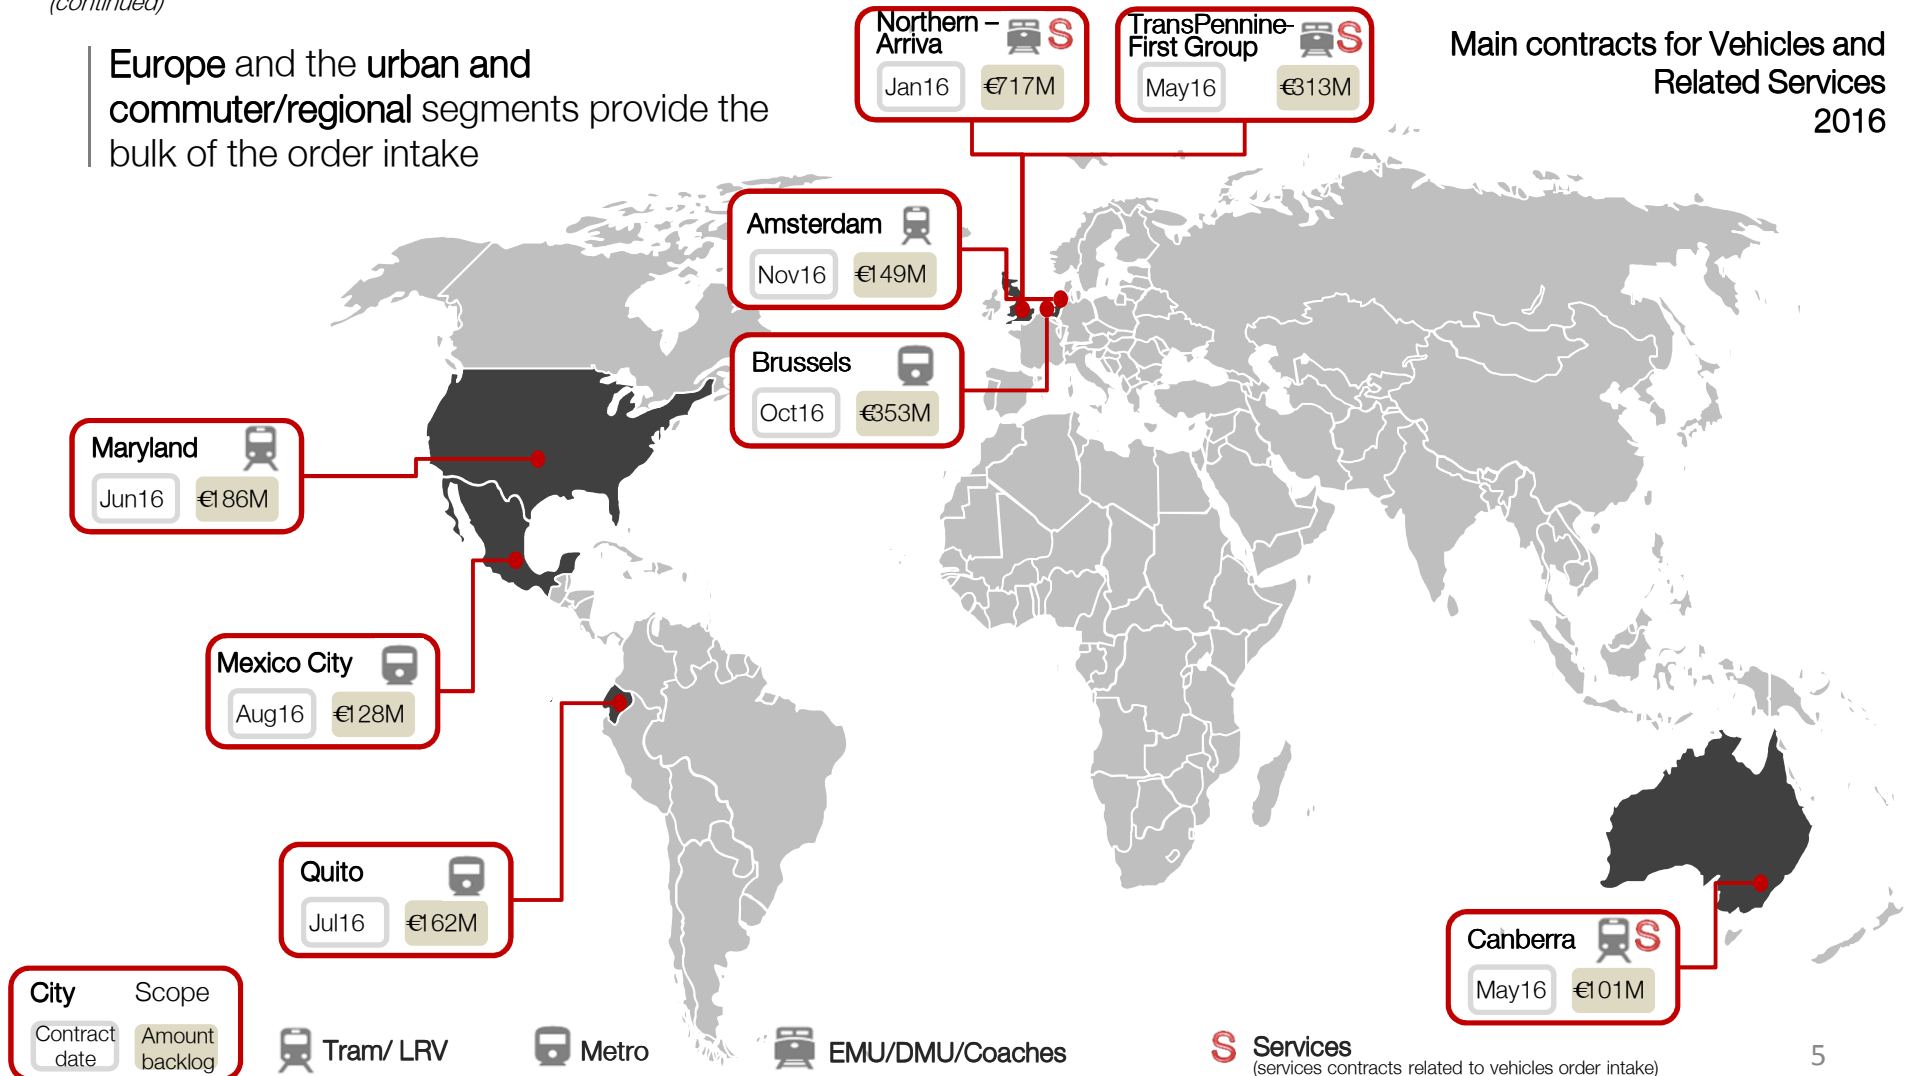 (continued)
Europe and the urban and
commuter/regional segments provide the
bulk of the order intake
Main contracts for Vehicles and
Related Services
2016
Northern –
Arriva
S
Jan16
€717M
TransPennine-
First Group
S
May16
€313M
Amsterdam
Nov16
€149M
Brussels
Oct16
€353M
Maryland
Jun16
€186M
Mexico City
Aug16
€128M
Quito
Jul16
€162M
Canberra
S
May16
€101M
City
Scope
Contract
date
Amount
backlog
Tram/ LRV
Metro
EMU/DMU/Coaches
S
Services
(services contracts related to vehicles order intake)
5